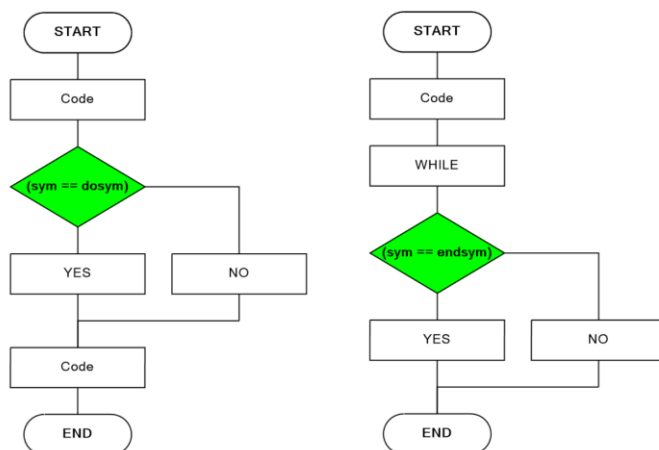 START
Code
(sym == dosym)
YES
NO
Code
END
START
Code
WHILE
(sym == endsym)
YES
NO
END